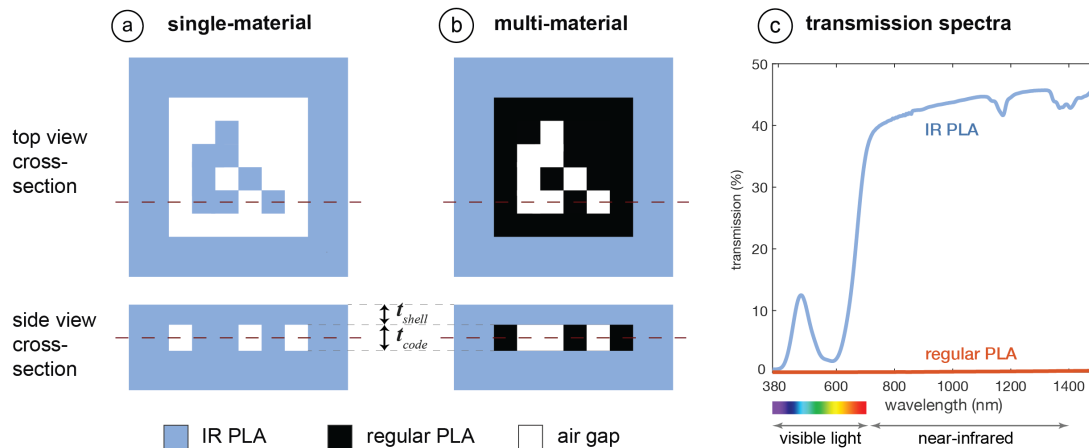 a single-material
b multi-material
c transmission spectra
top view
cross-
section
side view
cross-
section
t shell
t code
IR PLA
regular PLA
air gap
50
40
30
20
10
0
transmission (%)
IR PLA
regular PLA
380 600 800 1000 1200 1400
wavelength (nm)
visible light near-infrared